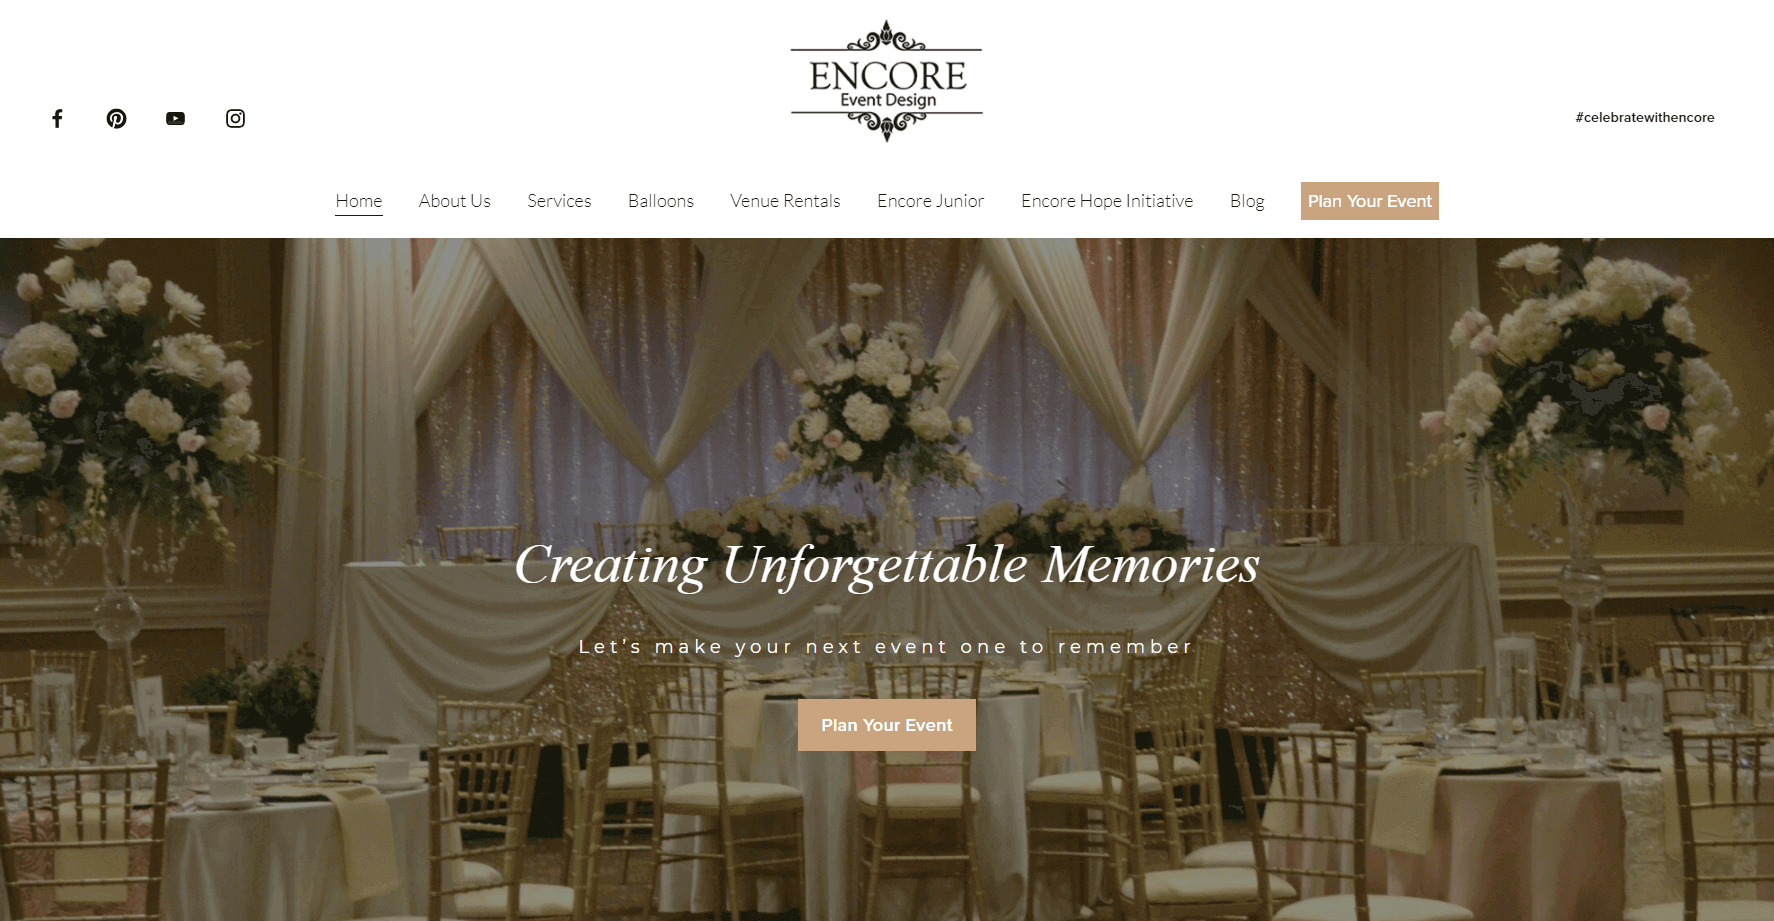 ENCORE
Event Design
#celebratewithencore
Home About Us Services Balloons Venue Rentals Encore Junior Encore Hope Initiative Blog Plan Your Event
Creating Unforgettable Memories
Let's make your next event one to remember
Plan Your Event